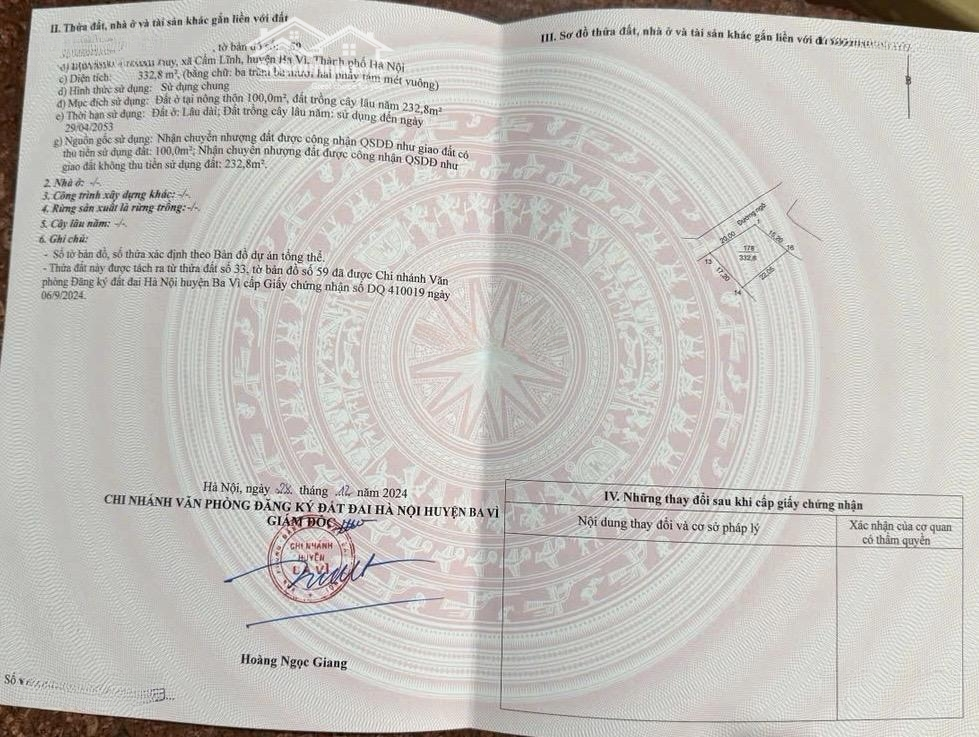 II. Thửa đất, nhà ở và tài sản khác gắn liền với đất
, tờ bản
xã Cẩm Lĩnh, huyện Ba Vì, Thành phố Hà Nội
c) Diện tích: 332,8 m², (bằng chữ: ba trăm ba mươi hai phẩy tám mét vuông)
d) Hình thức sử dụng: Sử dụng chung
đ) Mục đích sử dụng: Đất ở tại nông thôn 100,0m², đất trồng cây lâu năm 232,8m²
e) Thời hạn sử dụng: Đất ở: Lâu dài; Đất trồng cây lâu năm: sử dụng đến ngày
29/04/2053
g) Nguồn gốc sử dụng: Nhận chuyển nhượng đất được công nhận QSDĐ như giao đất có
thu tiền sử dụng đất: 100,0m²; Nhận chuyển nhượng đất được công nhận QSDĐ như
giao đất không thu tiền sử dụng đất: 232,8m².
2. Nhà ở: -/-.
3. Công trình xây dựng khác: -/-.
4. Rừng sản xuất là rừng trồng: -/-.
5. Cây lâu năm: -/-.
6. Ghi chú:
- Số tờ bản đồ, số thửa xác định theo Bản đồ dự án tổng thể.
- Thửa đất này được tách ra từ thửa đất số 33, tờ bản đồ số 59 đã được Chi nhánh Văn
phòng Đăng ký đất đai Hà Nội huyện Ba Vì cấp Giấy chứng nhận số DQ 410019 ngày
06/9/2024.
Hà Nội, ngày 28 tháng 12 năm 2024
CHI NHÁNH VĂN PHÒNG ĐĂNG KÝ ĐẤT ĐAI HÀ NỘI HUYỆN BA VÌ
GIÁM ĐỐC
CHI NHÁNH
HUYỆN
BA VÌ
Hoàng Ngọc Giang
Số
III. Sơ đồ thửa đất, nhà ở và tài sản khác gắn liền với
B
Đường ngõ
20,00
1
15,20
16
178
332,8
13
17,20
22,05
14
IV. Những thay đổi sau khi cấp giấy chứng nhận
Nội dung thay đổi và cơ sở pháp lý
Xác nhận của cơ quan
có thẩm quyền